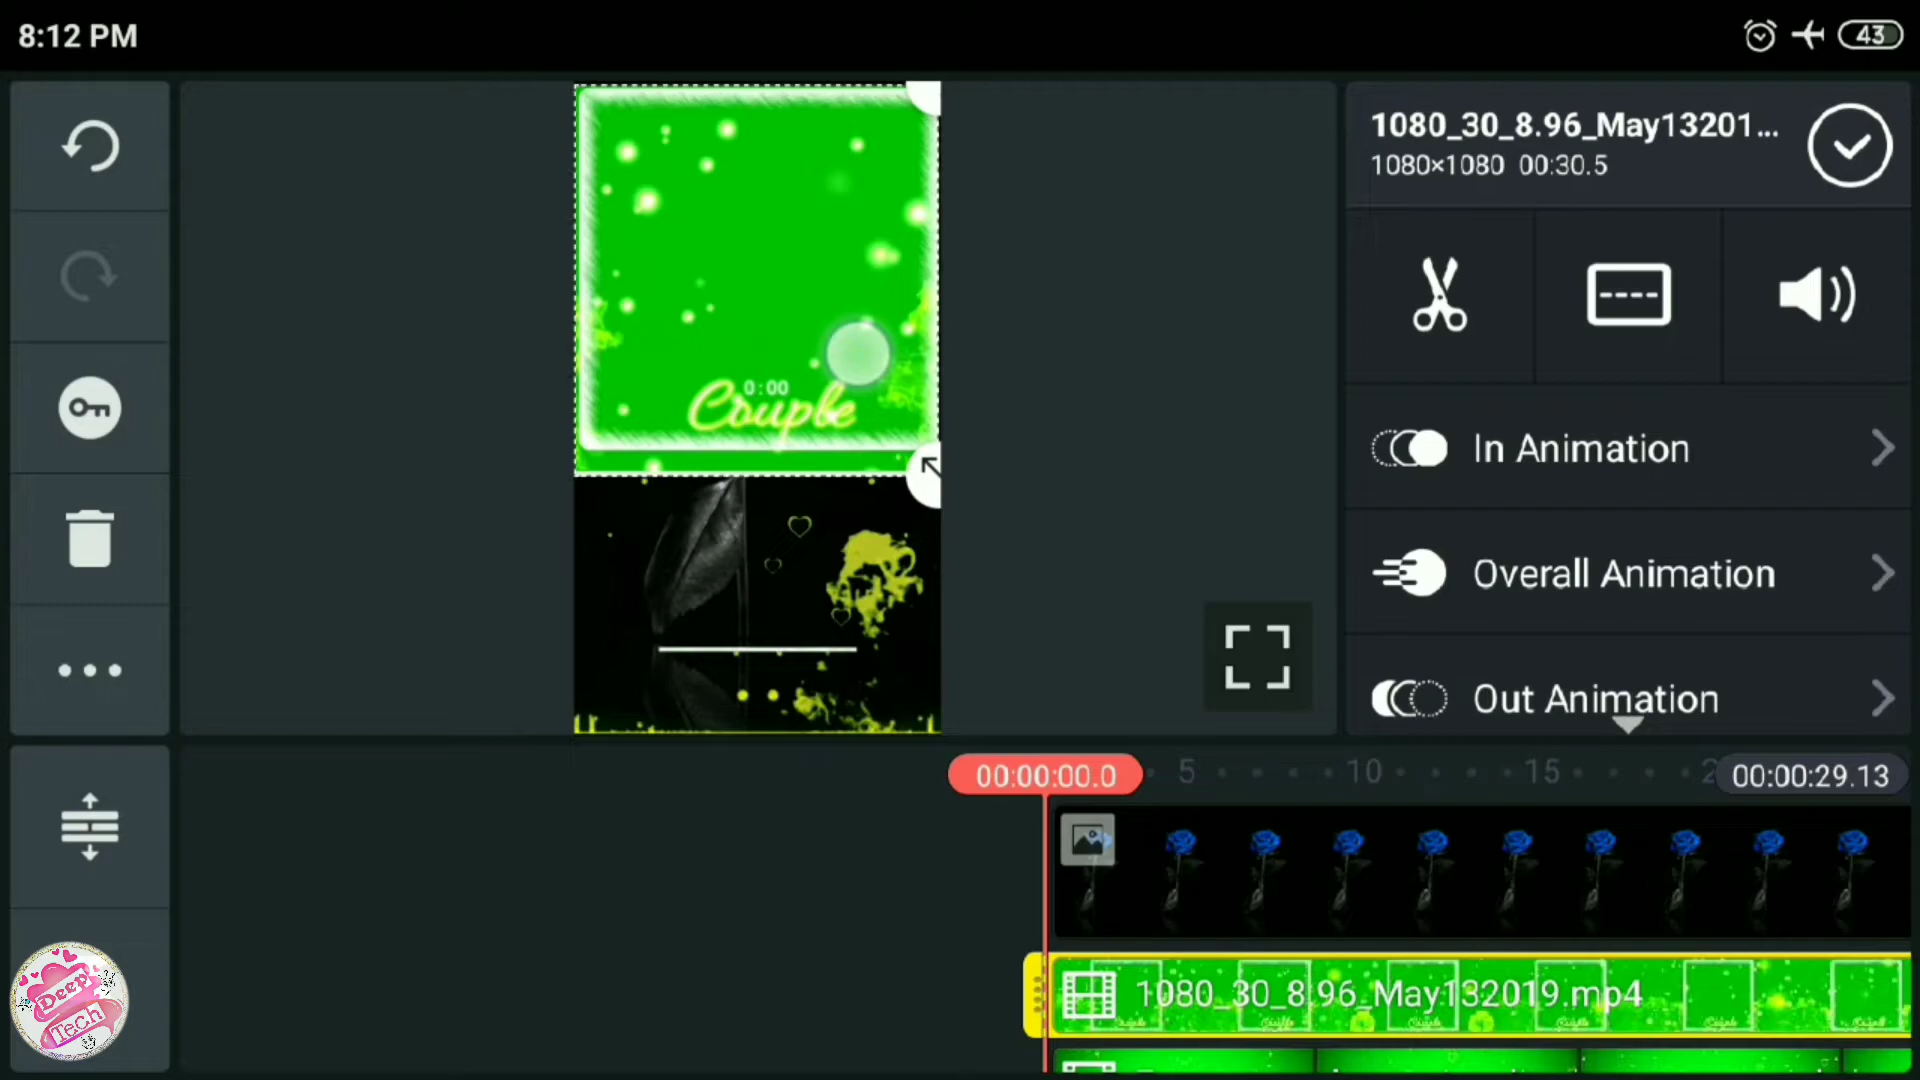 8:12 PM
43
1080_30_8.96_May13201...
1080×1080 00:30.5
0:00
Couple
In Animation
Overall Animation
Out Animation
00:00:00.0
5
10
15
2
00:00:29.13
1080_30_8.96_May132019.mp4
Deep
TeCh